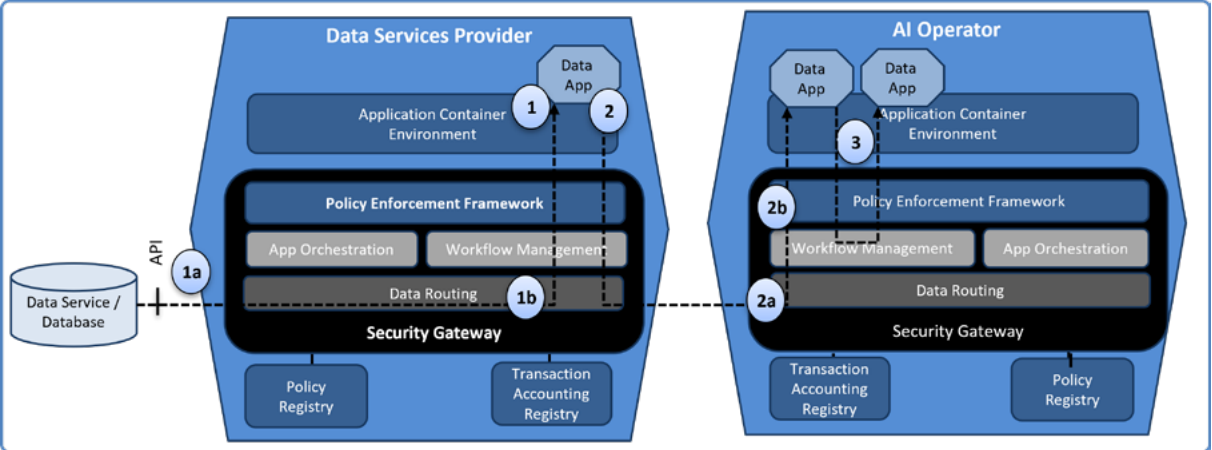 Data Services Provider
Data
App
1
2
Application Container
Environment
Policy Enforcement Framework
App Orchestration
Workflow Management
API
1a
Data Service /
Database
Data Routing
1b
Security Gateway
Policy
Registry
Transaction
Accounting
Registry
AI Operator
Data
App
Data
App
3
Application Container
Environment
2b
Policy Enforcement Framework
Workflow Management
App Orchestration
2a
Data Routing
Security Gateway
Transaction
Accounting
Registry
Policy
Registry